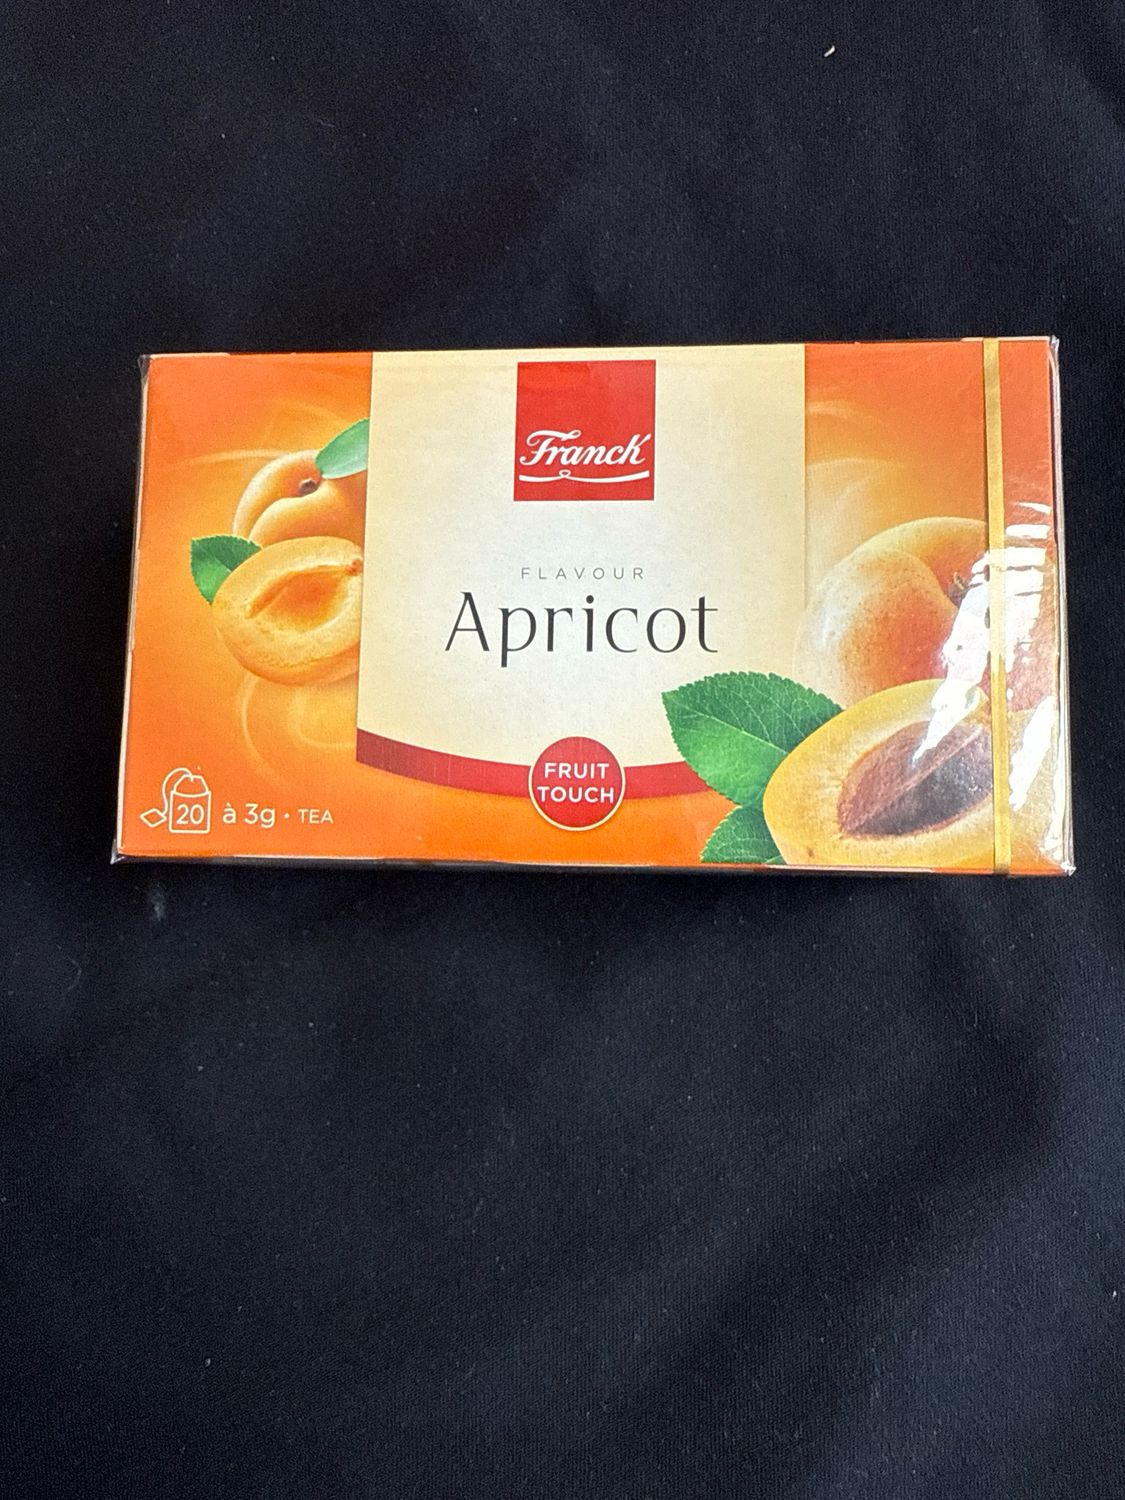 Franck
FLAVOUR
Apricot
FRUIT
TOUCH
20 à 3g • TEA